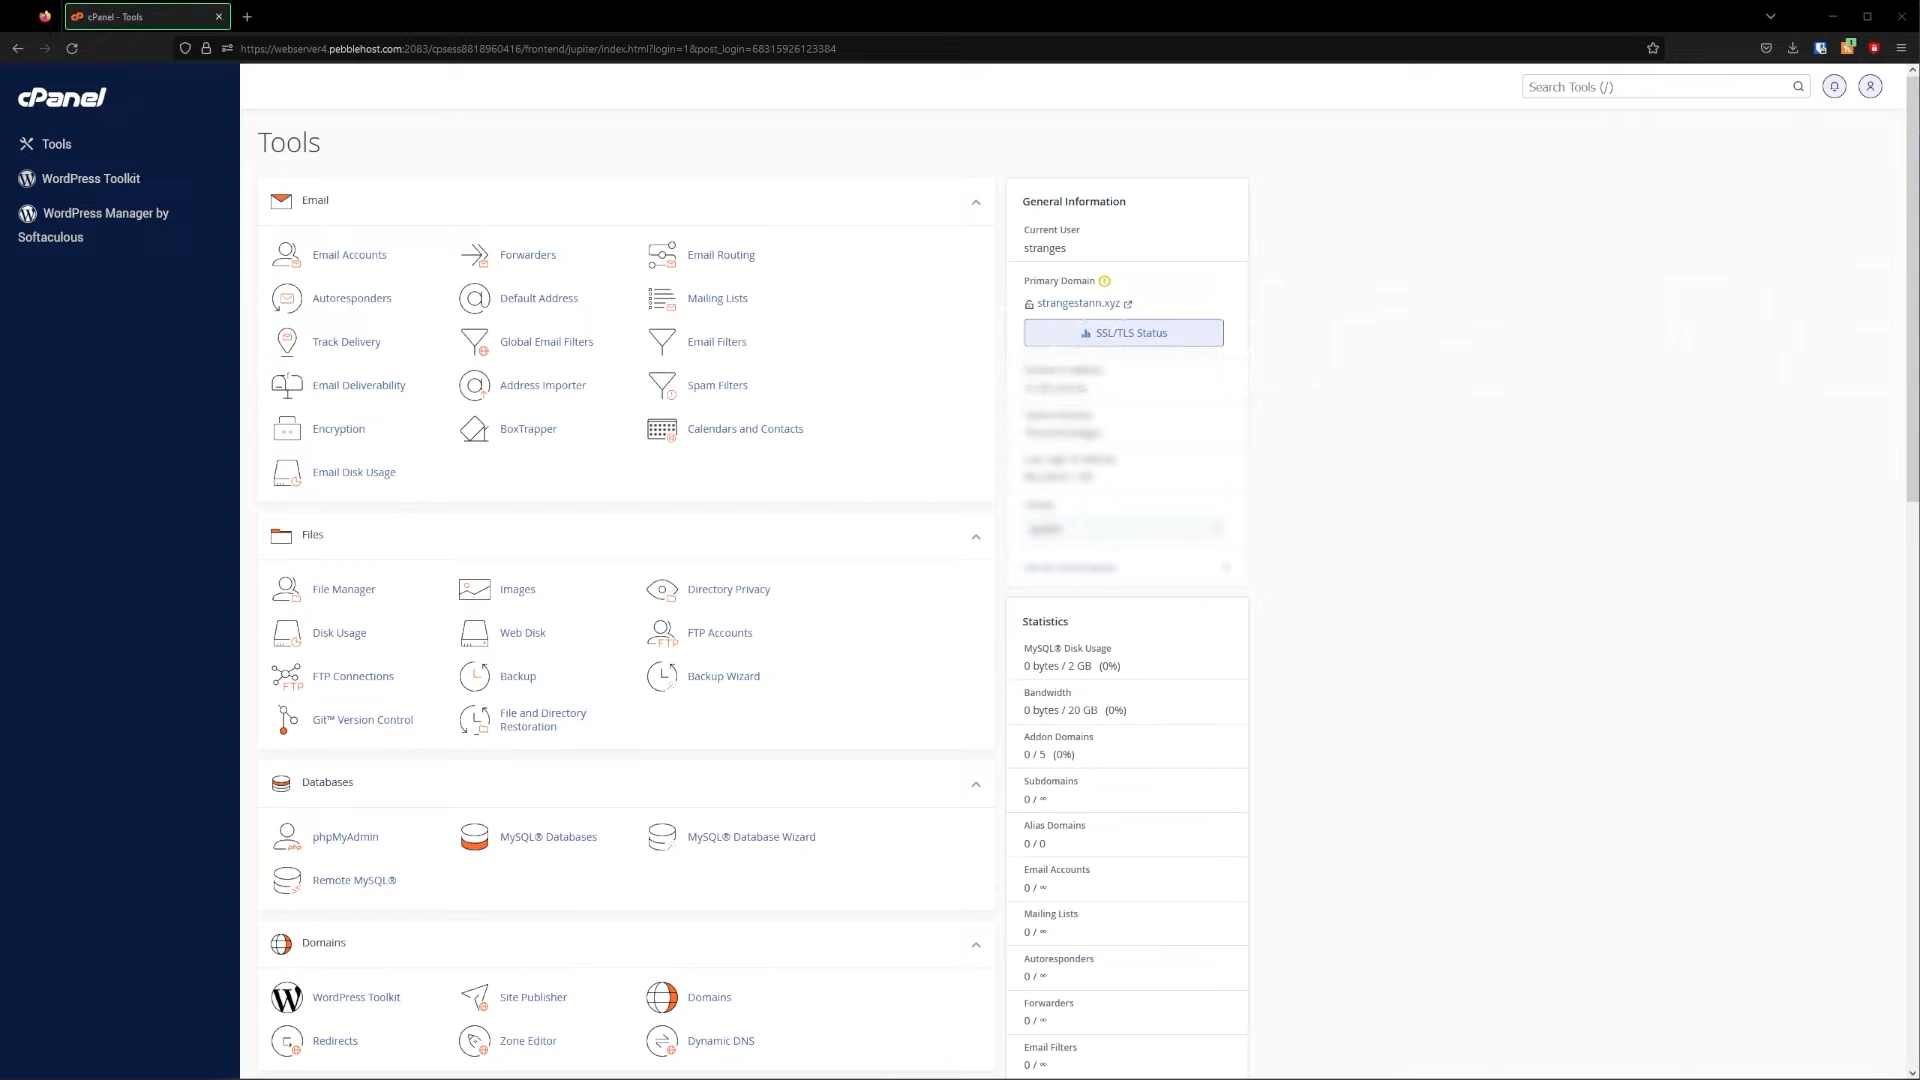 cPanel - Tools
https://webserver4.pebblehost.com:2083/cpsess8818960416/frontend/jupiter/index.html?login=1&post_login=68315926123384
1
cPanel
Tools
WordPress Toolkit
WordPress Manager by
Softaculous
Search Tools (/)
Tools
Email
Email Accounts
Forwarders
Email Routing
Autoresponders
Default Address
Mailing Lists
Track Delivery
Global Email Filters
Email Filters
Email Deliverability
Address Importer
Spam Filters
Encryption
BoxTrapper
Calendars and Contacts
Email Disk Usage
Files
File Manager
Images
Directory Privacy
Disk Usage
Web Disk
FTP
FTP Accounts
FTP
FTP Connections
Backup
Backup Wizard
Git™ Version Control
File and Directory
Restoration
Databases
php
phpMyAdmin
MySQL® Databases
MySQL® Database Wizard
Remote MySQL®
Domains
WordPress Toolkit
Site Publisher
Domains
Redirects
Zone Editor
Dynamic DNS
General Information
Current User
stranges
Primary Domain
strangestann.xyz
SSL/TLS Status
Statistics
MySQL® Disk Usage
0 bytes / 2 GB (0%)
Bandwidth
0 bytes / 20 GB (0%)
Addon Domains
0 / 5 (0%)
Subdomains
0 / ∞
Alias Domains
0 / 0
Email Accounts
0 / ∞
Mailing Lists
0 / ∞
Autoresponders
0 / ∞
Forwarders
0 / ∞
Email Filters
0 / ∞